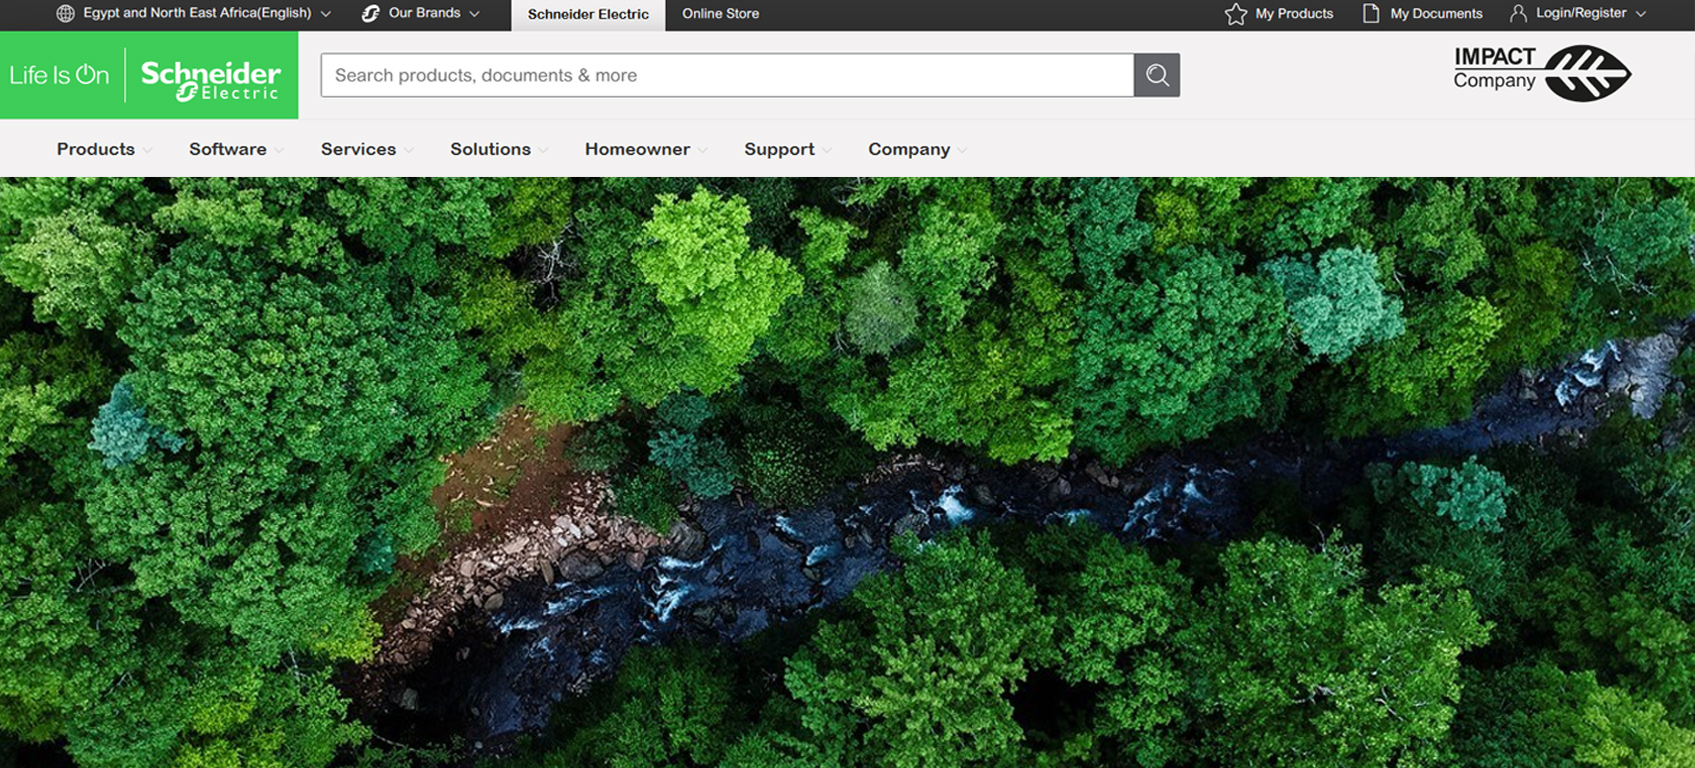 Egypt and North East Africa(English)
Our Brands
Schneider Electric
Online Store
My Products
My Documents
Login/Register
Life Is On
Schneider
Electric
Search products, documents & more
IMPACT
Company
Products
Software
Services
Solutions
Homeowner
Support
Company